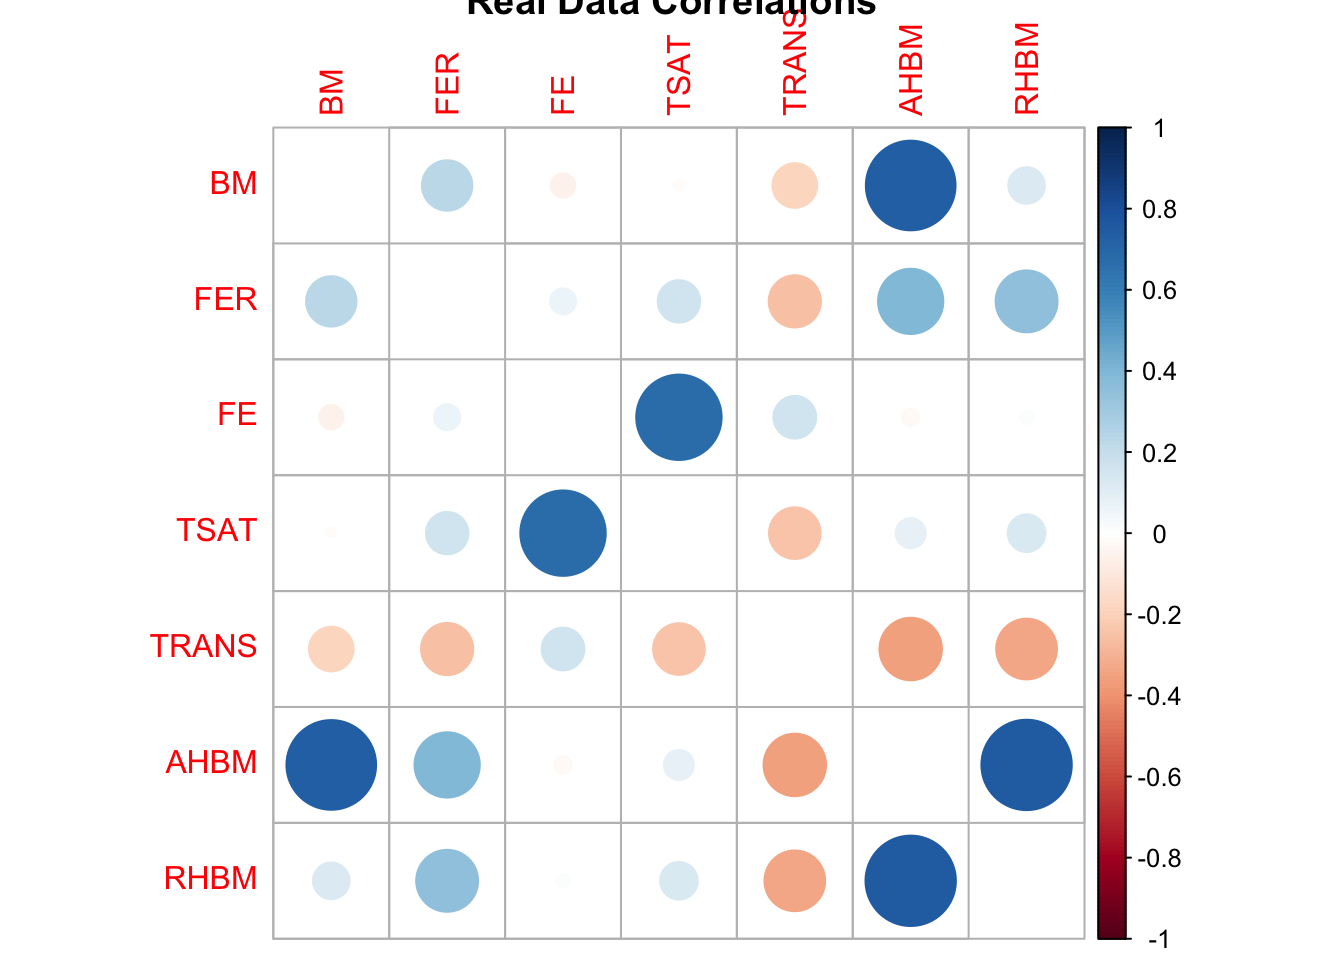 Real Data Correlations
BM FER FE TSAT TRANS AHBM RHBM
BM
FER
FE
TSAT
TRANS
AHBM
RHBM
1
0.8
0.6
0.4
0.2
0
-0.2
-0.4
-0.6
-0.8
-1